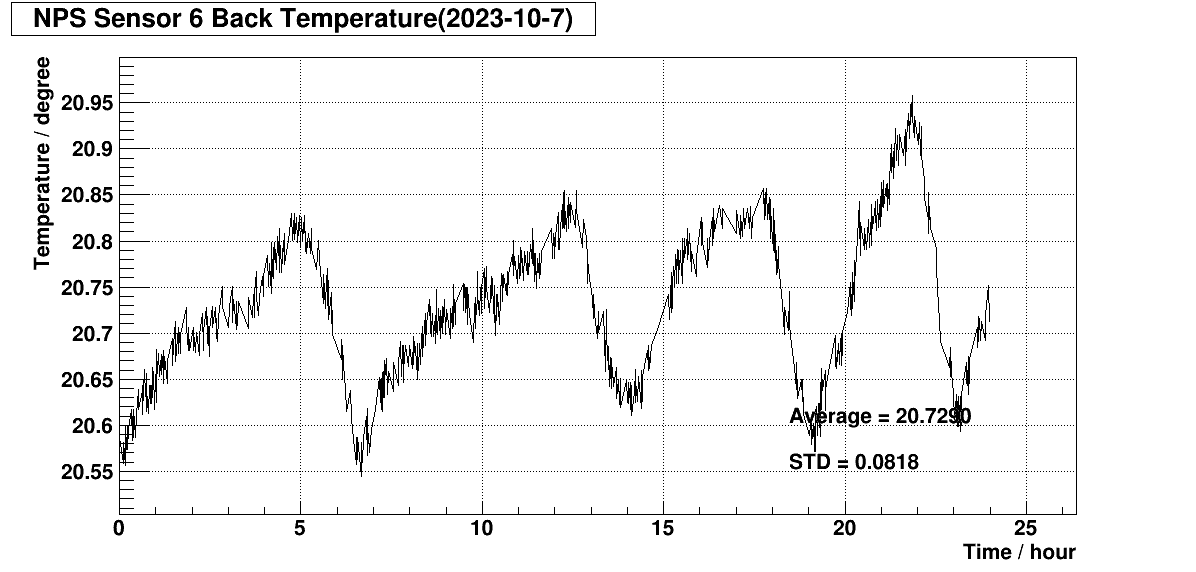 NPS Sensor 6 Back Temperature(2023-10-7)
Temperature / degree
20.95
20.9
20.85
20.8
20.75
20.7
20.65
20.6
20.55
Average = 20.7290
STD = 0.0818
0 5 10 15 20 25
Time / hour